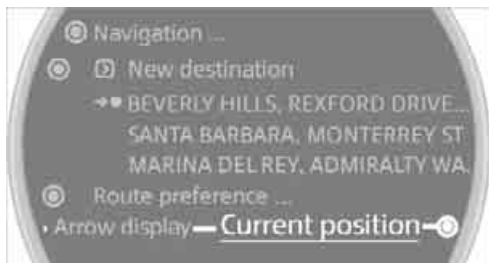 Navigation ...
New destination
BEVERLY HILLS, REXFORD DRIVE...
SANTA BARBARA, MONTERREY ST
MARINA DEL REY, ADMIRALTY WA.
Route preference ...
Arrow display Current position